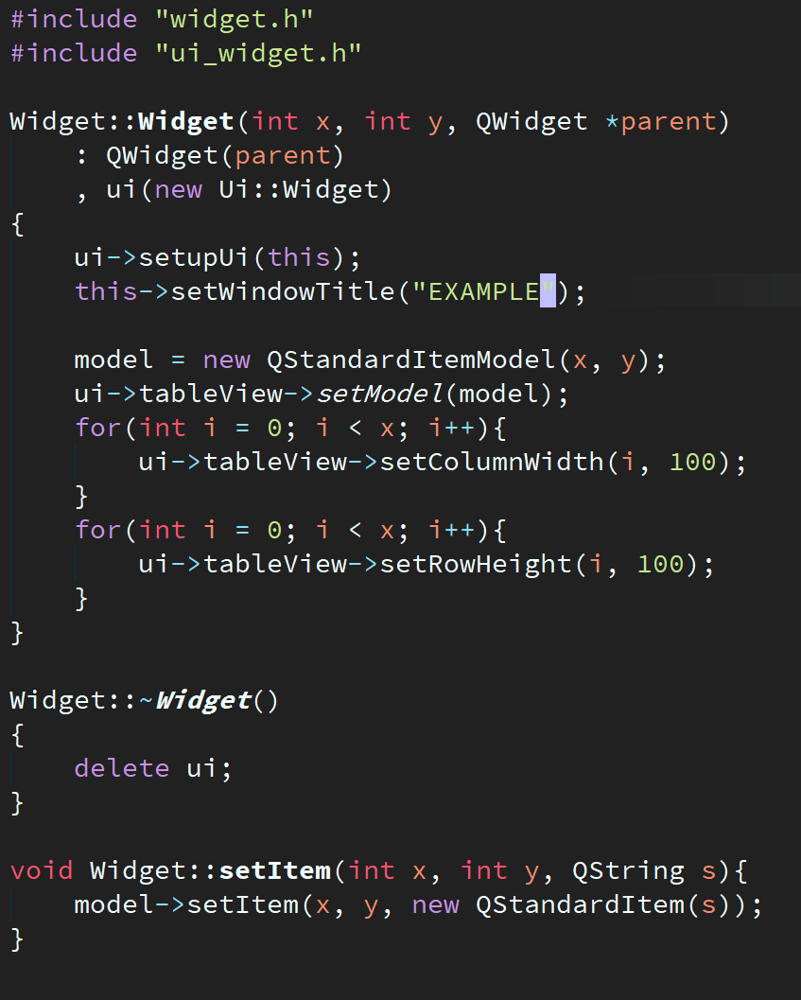 #include "widget.h"
#include "ui_widget.h"
Widget::Widget(int x, int y, QWidget *parent)
    : QWidget(parent)
    , ui(new Ui::Widget)
{
    ui->setupUi(this);
    this->setWindowTitle("EXAMPLE");
    model = new QStandardItemModel(x, y);
    ui->tableView->setModel(model);
    for(int i = 0; i < x; i++){
        ui->tableView->setColumnWidth(i, 100);
    }
    for(int i = 0; i < x; i++){
        ui->tableView->setRowHeight(i, 100);
    }
}
Widget::~Widget()
{
    delete ui;
}
void Widget::setItem(int x, int y, QString s){
    model->setItem(x, y, new QStandardItem(s));
}